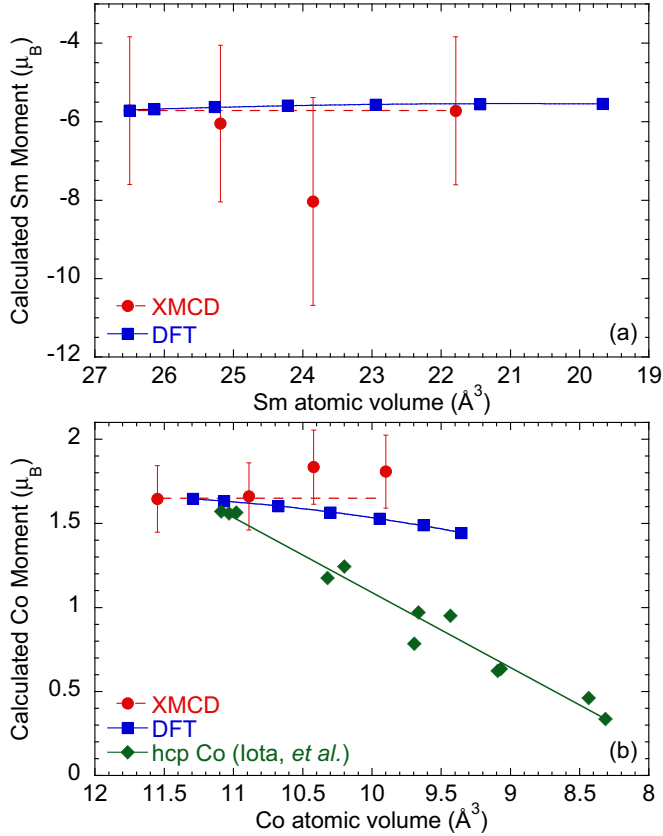 -4
-6
-8
-10
-12
Calculated Sm Moment (μB)
XMCD
DFT
(a)
27 26 25 24 23 22 21 20 19
Sm atomic volume (Å³)
2
1.5
1
0.5
0
Calculated Co Moment (μB)
XMCD
DFT
hcp Co (Iota, et al.)
(b)
12 11.5 11 10.5 10 9.5 9 8.5 8
Co atomic volume (Å³)